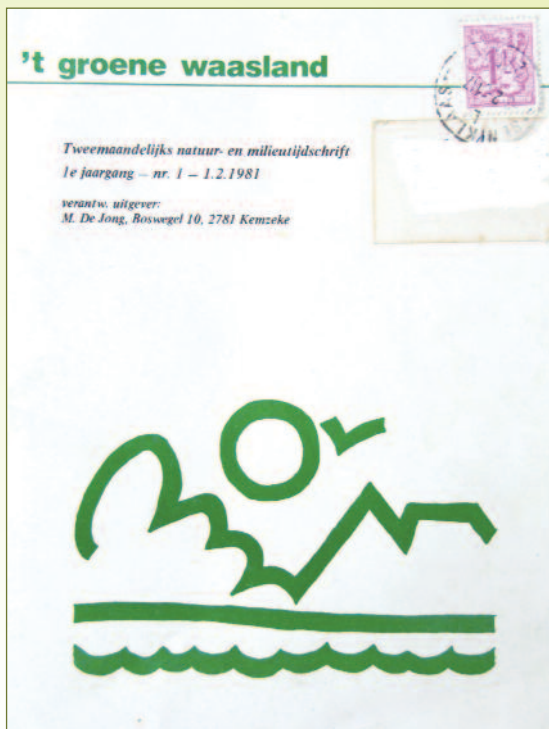 't groene waasland
1
Tweemaandelijks natuur- en milieutijdschrift
1e jaargang – nr. 1 – 1.2.1981
verantw. uitgever:
M. De Jong, Boswegel 10, 2781 Kemzeke